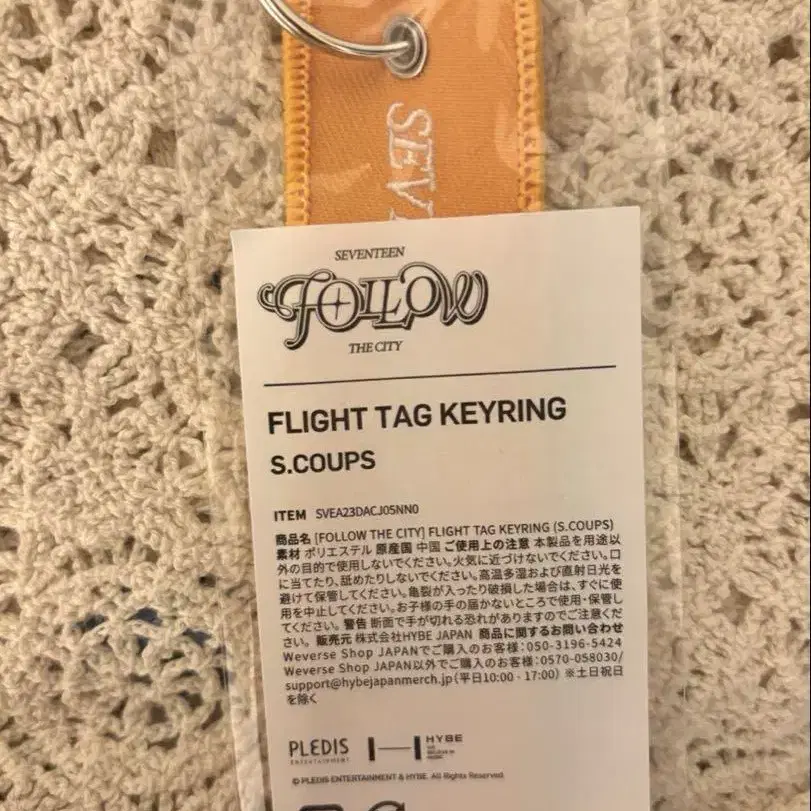 SEV
SEVENTEEN
FOLLOW
THE CITY
FLIGHT TAG KEYRING
S.COUPS
ITEM SVEA23DACJ05NN0
商品名 [FOLLOW THE CITY] FLIGHT TAG KEYRING (S.COUPS)
素材 ポリエステル 原産国 中国 ご使用上の注意 本製品を用途以
外の目的で使用しないでください。火気に近づけないでください。口
に当てたり、舐めたりしないでください。高温多湿および直射日光を
避けて保管してください。亀裂が入ったり破損した場合は、すぐに使
用を中止してください。お子様の手の届かないところで使用・保管し
てください。警告 断面で手が切れる恐れがありますのでご注意くだ
さい。販売元 株式会社HYBE JAPAN 商品に関するお問い合わせ
Weverse Shop JAPANでご購入のお客様：050-3196-5424
Weverse Shop JAPAN以外でご購入のお客様：0570-058030/
support@hybejapanmerch.jp（平日10:00 - 17:00）※土日祝日
を除く
PLEDIS
ENTERTAINMENT
HYBE
WE
BELIEVE IN
MUSIC
© PLEDIS ENTERTAINMENT & HYBE. All Rights Reserved.